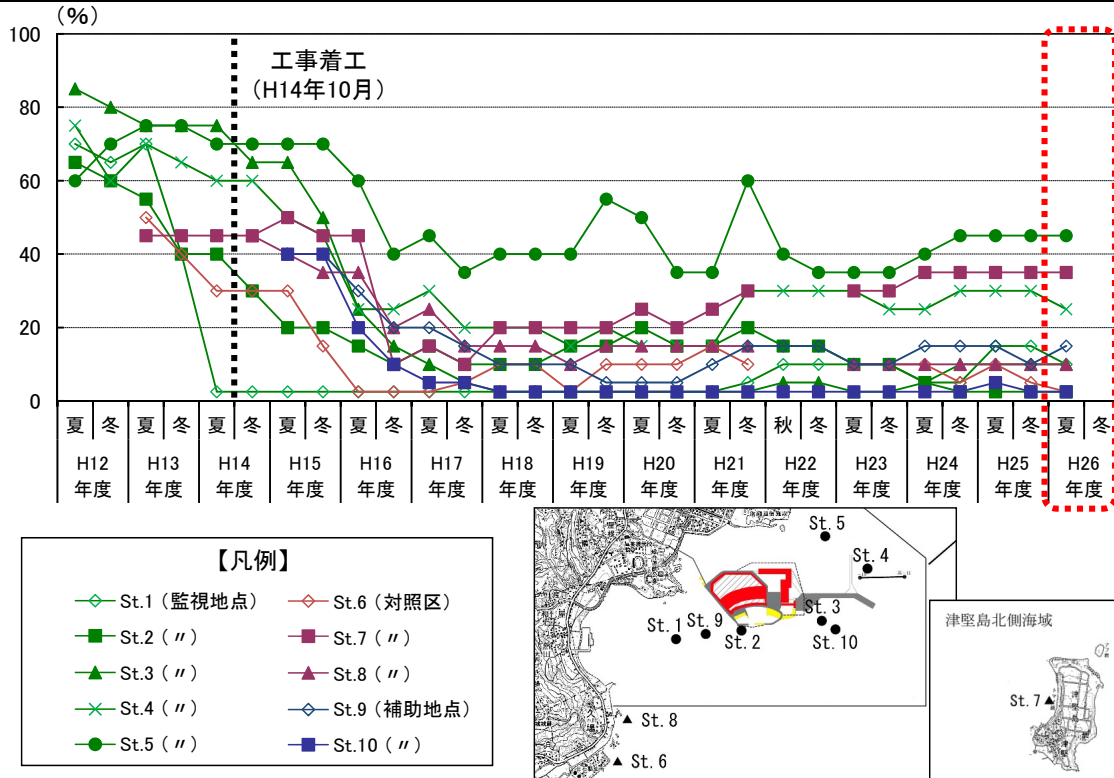 (%)
100
80
60
40
20
0
工事着工
(H14年10月)
夏 冬 夏 冬 夏 冬 夏 冬 夏 冬 夏 冬 夏 冬 夏 冬 夏 冬 夏 冬 秋 冬 夏 冬 夏 冬 夏 冬 夏 冬
H12 H13 H14 H15 H16 H17 H18 H19 H20 H21 H22 H23 H24 H25 H26
年度 年度 年度 年度 年度 年度 年度 年度 年度 年度 年度 年度 年度 年度 年度
【凡例】
St.1 (監視地点) St.6 (対照区)
St.2 (〃) St.7 (〃)
St.3 (〃) St.8 (〃)
St.4 (〃) St.9 (補助地点)
St.5 (〃) St.10 (〃)
St.5
St.4
St.3
St.1 St.9 St.2 St.10
St.8
St.6
津堅島北側海域
St.7